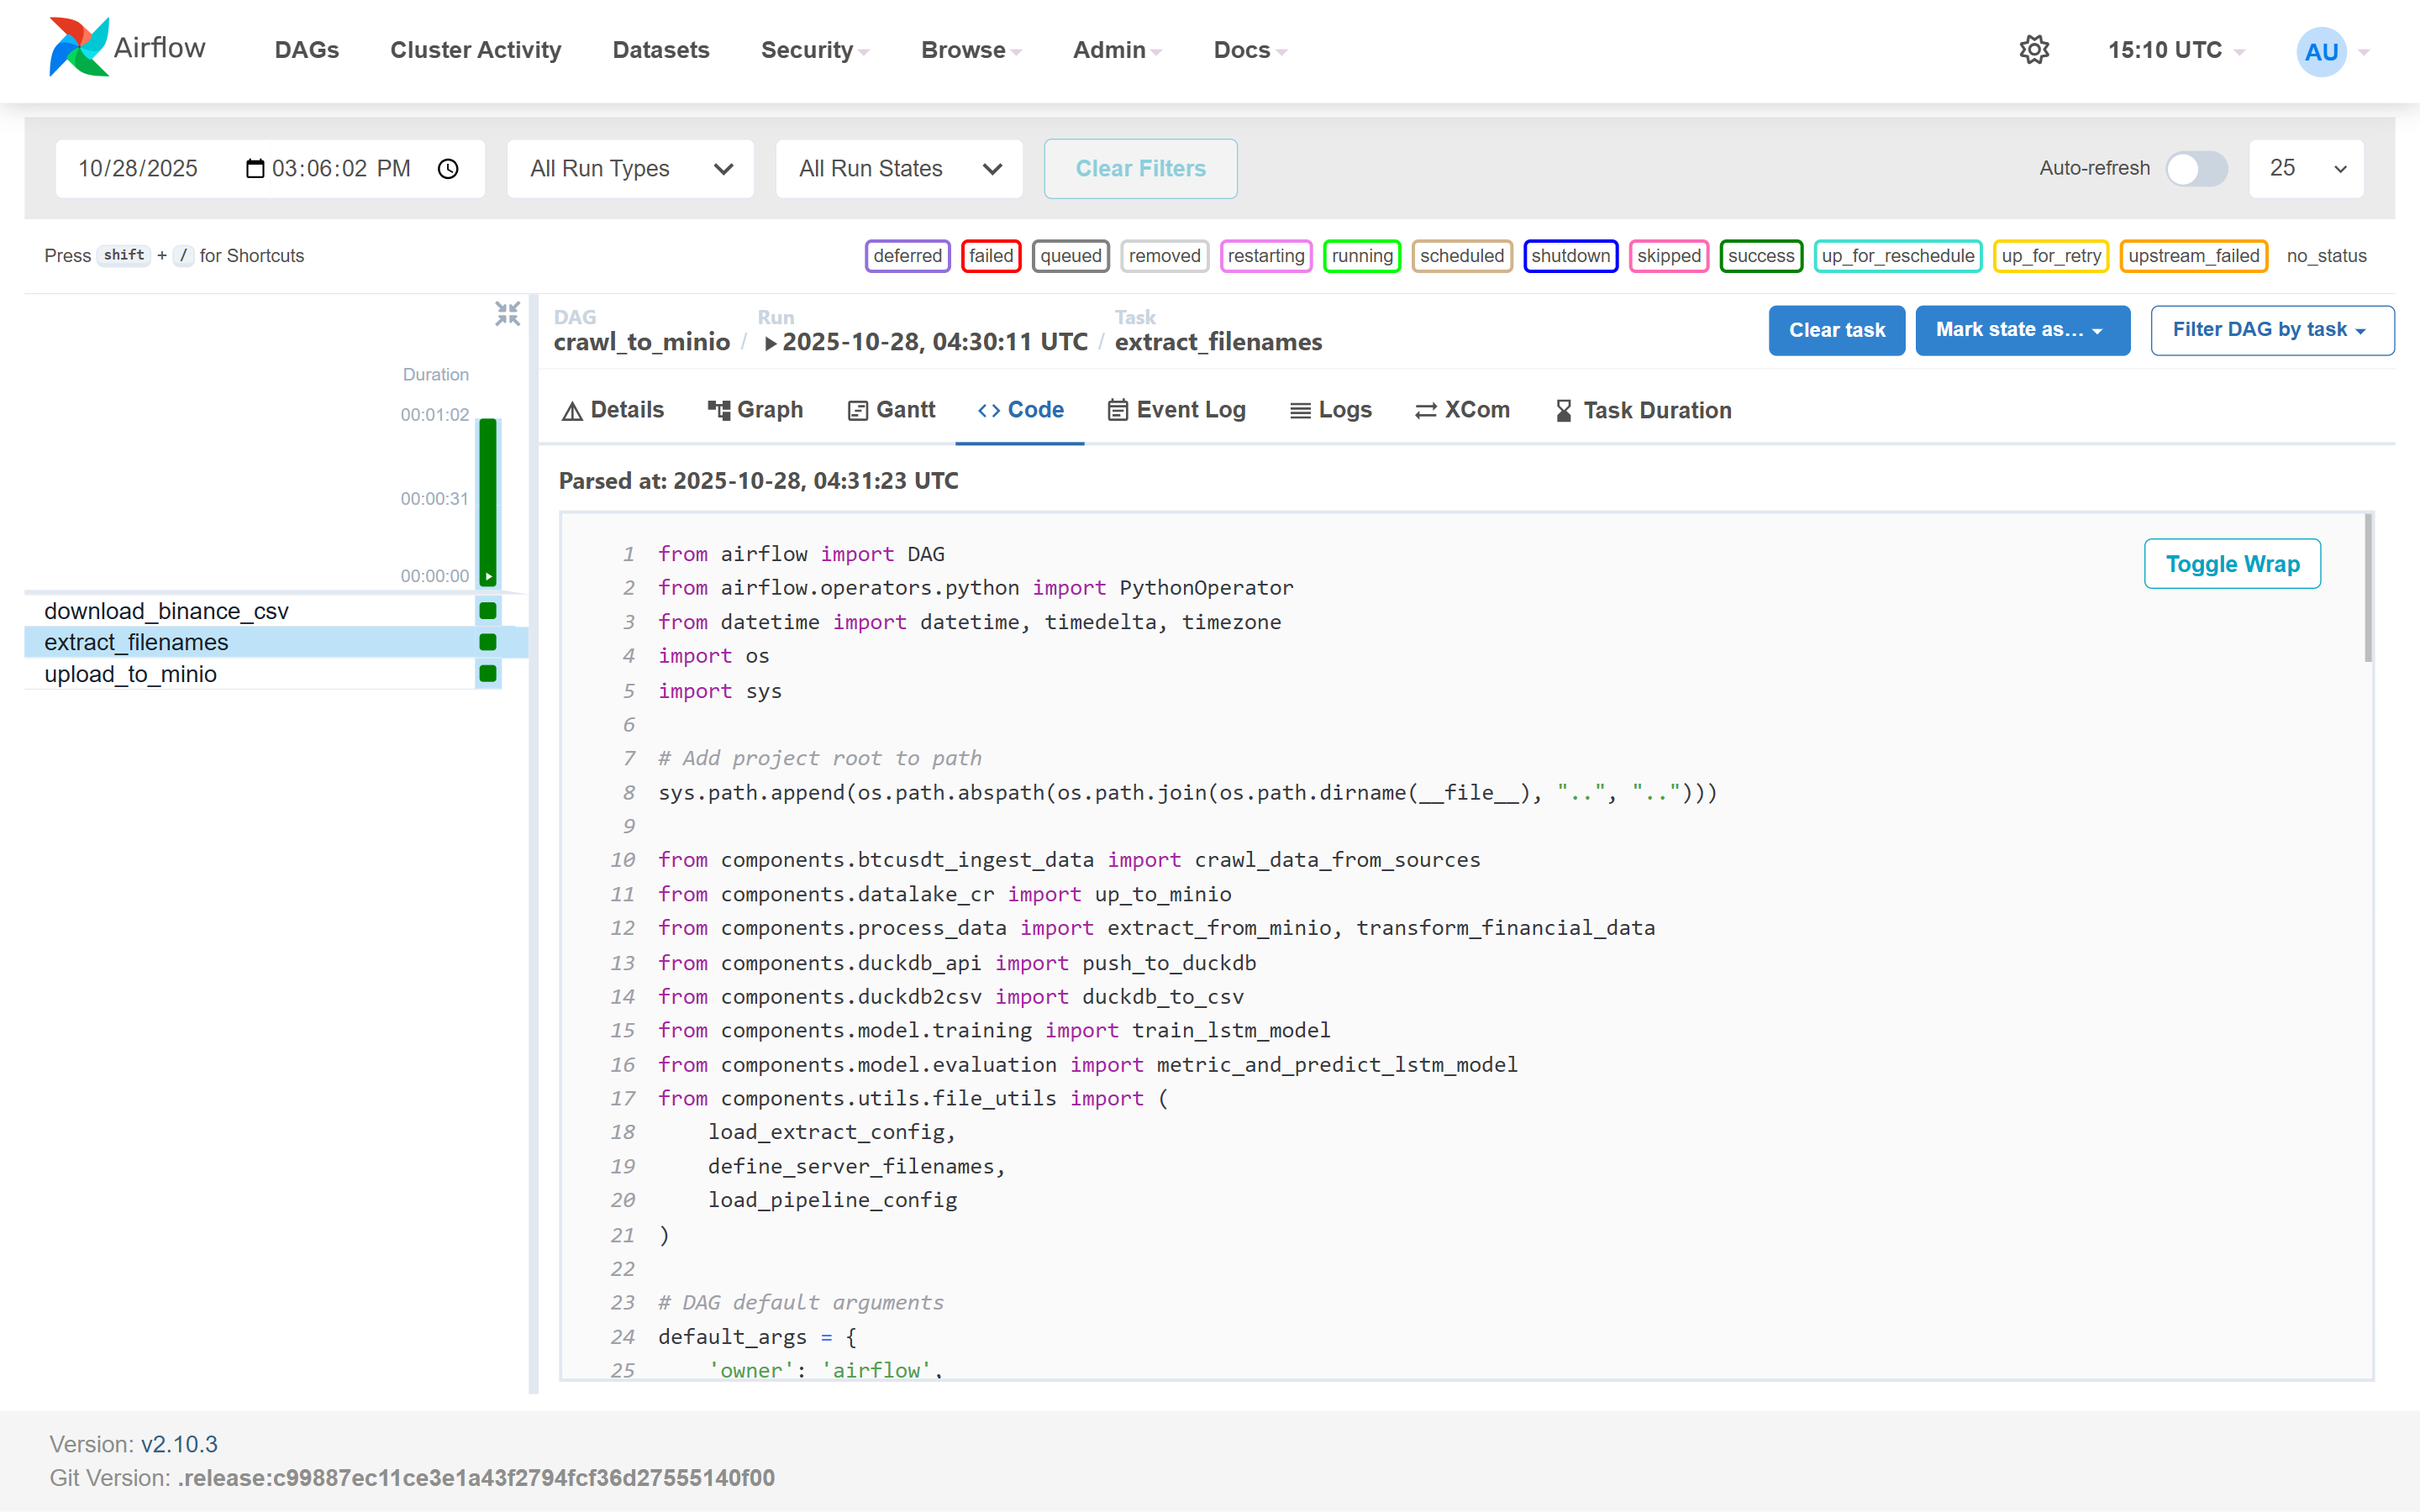 Airflow DAGs Cluster Activity Datasets Security Browse Admin Docs 15:10 UTC AU
10/28/2025 03:06:02 PM All Run Types All Run States Clear Filters Auto-refresh 25
Press shift + / for Shortcuts deferred failed queued removed restarting running scheduled shutdown skipped success up_for_reschedule up_for_retry upstream_failed no_status
Duration
00:01:02
00:00:31
00:00:00
download_binance_csv
extract_filenames
upload_to_minio
DAG Run Task
crawl_to_minio / 2025-10-28, 04:30:11 UTC / extract_filenames
Clear task Mark state as... Filter DAG by task
Details Graph Gantt <> Code Event Log Logs XCom Task Duration
Parsed at: 2025-10-28, 04:31:23 UTC
Toggle Wrap
1 from airflow import DAG
2 from airflow.operators.python import PythonOperator
3 from datetime import datetime, timedelta, timezone
4 import os
5 import sys
6
7 # Add project root to path
8 sys.path.append(os.path.abspath(os.path.join(os.path.dirname(__file__), "..", "..")))
9
10 from components.btcusdt_ingest_data import crawl_data_from_sources
11 from components.datalake_cr import up_to_minio
12 from components.process_data import extract_from_minio, transform_financial_data
13 from components.duckdb_api import push_to_duckdb
14 from components.duckdb2csv import duckdb_to_csv
15 from components.model.training import train_lstm_model
16 from components.model.evaluation import metric_and_predict_lstm_model
17 from components.utils.file_utils import (
18     load_extract_config,
19     define_server_filenames,
20     load_pipeline_config
21 )
22
23 # DAG default arguments
24 default_args = {
25     'owner': 'airflow',
Version: v2.10.3
Git Version: .release:c99887ec11ce3e1a43f2794fcf36d27555140f00